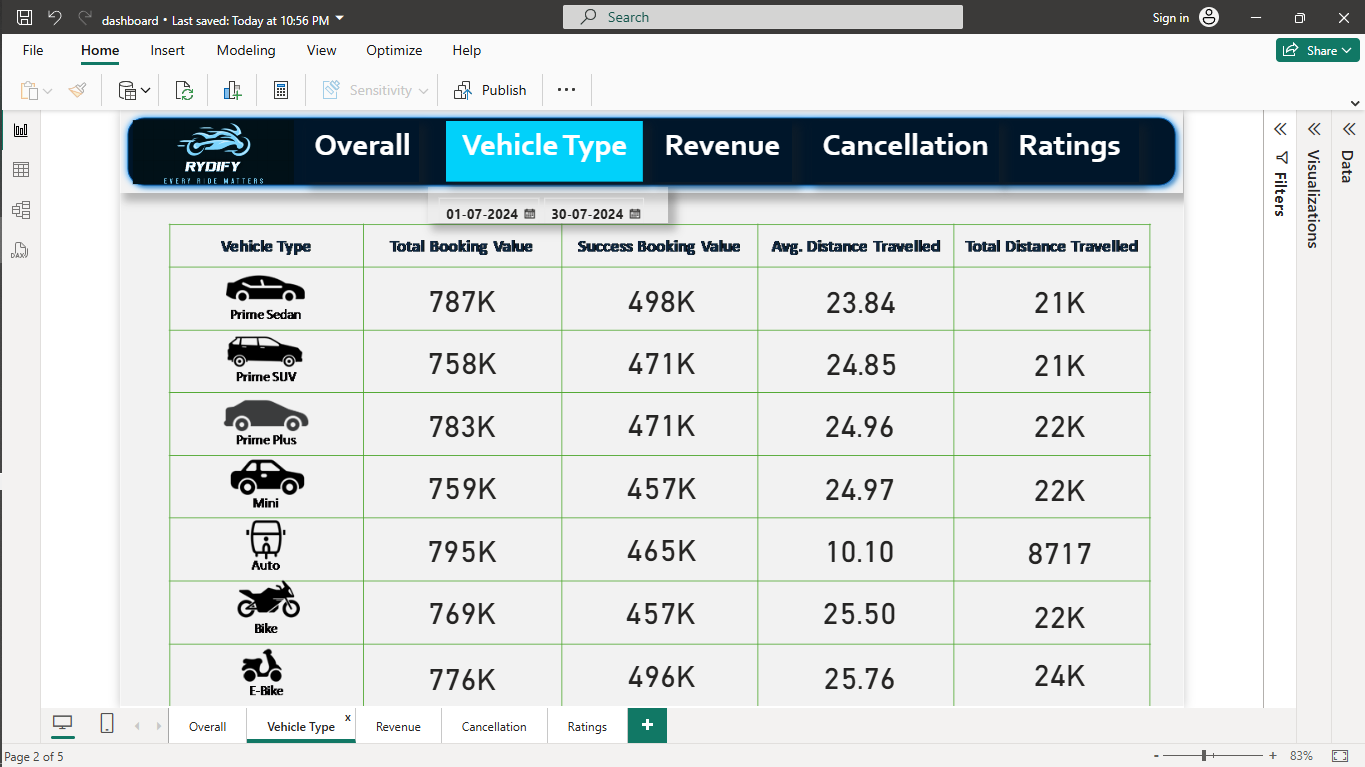 dashboard • Last saved: Today at 10:56 PM
Search
Sign in
File Home Insert Modeling View Optimize Help
Share
Sensitivity
Publish
RYDIFY
EVERY RIDE MATTERS
Overall Vehicle Type Revenue Cancellation Ratings
01-07-2024 30-07-2024
Vehicle Type Total Booking Value Success Booking Value Avg. Distance Travelled Total Distance Travelled
Prime Sedan 787K 498K 23.84 21K
Prime SUV 758K 471K 24.85 21K
Prime Plus 783K 471K 24.96 22K
Mini 759K 457K 24.97 22K
Auto 795K 465K 10.10 8717
Bike 769K 457K 25.50 22K
E-Bike 776K 496K 25.76 24K
Filters
Visualizations
Data
DAX
Overall Vehicle Type x Revenue Cancellation Ratings +
Page 2 of 5
- + 83%